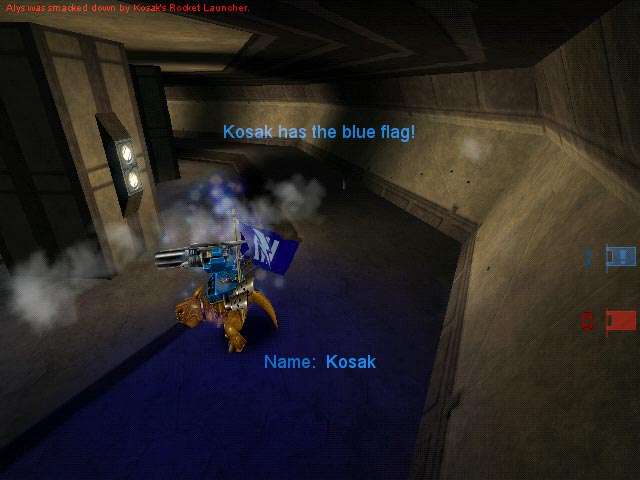 Alys was smacked down by Kosak's Rocket Launcher.
Kosak has the blue flag!
1
0
Name: Kosak